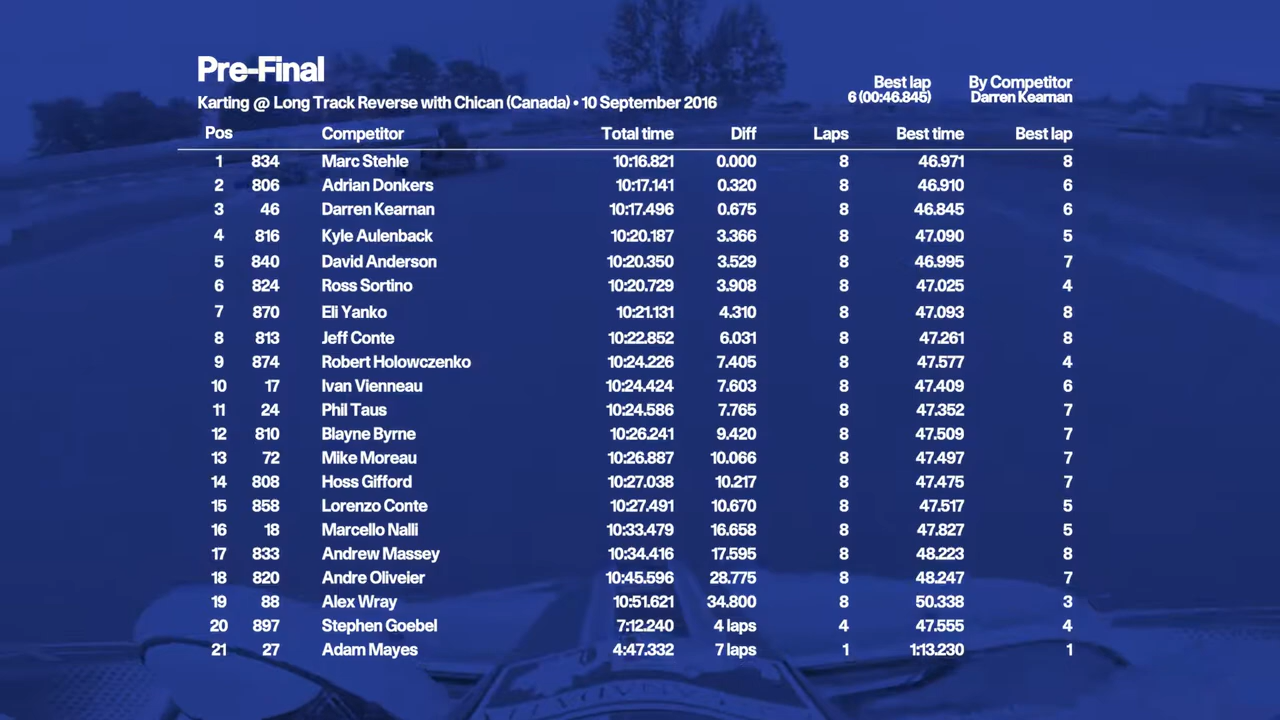 Pre-Final
Karting @ Long Track Reverse with Chican (Canada) • 10 September 2016
Best lap By Competitor
6 (00:46.845) Darren Kearnan
Pos Competitor Total time Diff Laps Best time Best lap
1 834 Marc Stehle 10:16.821 0.000 8 46.971 8
2 806 Adrian Donkers 10:17.141 0.320 8 46.910 6
3 46 Darren Kearnan 10:17.496 0.675 8 46.845 6
4 816 Kyle Aulenback 10:20.187 3.366 8 47.090 5
5 840 David Anderson 10:20.350 3.529 8 46.995 7
6 824 Ross Sortino 10:20.729 3.908 8 47.025 4
7 870 Eli Yanko 10:21.131 4.310 8 47.093 8
8 813 Jeff Conte 10:22.852 6.031 8 47.261 8
9 874 Robert Holowczenko 10:24.226 7.405 8 47.577 4
10 17 Ivan Vienneau 10:24.424 7.603 8 47.409 6
11 24 Phil Taus 10:24.586 7.765 8 47.352 7
12 810 Blayne Byrne 10:26.241 9.420 8 47.509 7
13 72 Mike Moreau 10:26.887 10.066 8 47.497 7
14 808 Hoss Gifford 10:27.038 10.217 8 47.475 7
15 858 Lorenzo Conte 10:27.491 10.670 8 47.517 5
16 18 Marcello Nalli 10:33.479 16.658 8 47.827 5
17 833 Andrew Massey 10:34.416 17.595 8 48.223 8
18 820 Andre Oliveier 10:45.596 28.775 8 48.247 7
19 88 Alex Wray 10:51.621 34.800 8 50.338 3
20 897 Stephen Goebel 7:12.240 4 laps 4 47.555 4
21 27 Adam Mayes 4:47.332 7 laps 1 1:13.230 1